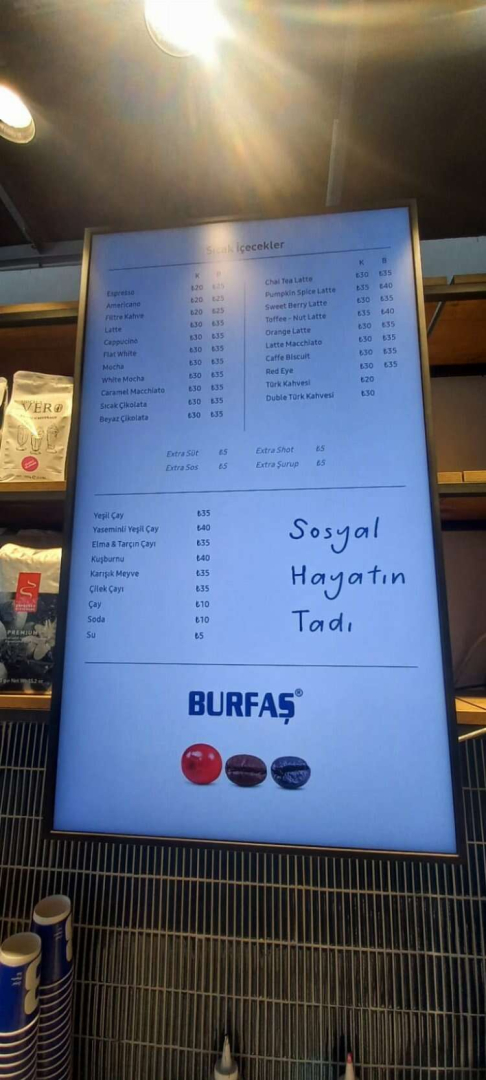 Sıcak İçecekler
K B
Espresso ₺20 ₺25
Americano ₺20 ₺25
Filtre Kahve ₺20 ₺25
Latte ₺30 ₺35
Cappucino ₺30 ₺35
Flat White ₺30 ₺35
Mocha ₺30 ₺35
White Mocha ₺30 ₺35
Caramel Macchiato ₺30 ₺35
Sıcak Çikolata ₺30 ₺35
Beyaz Çikolata ₺30 ₺35
K B
Chai Tea Latte ₺30 ₺35
Pumpkin Spice Latte ₺35 ₺40
Sweet Berry Latte ₺30 ₺35
Toffee - Nut Latte ₺35 ₺40
Orange Latte ₺30 ₺35
Latte Macchiato ₺30 ₺35
Caffe Biscuit ₺30 ₺35
Red Eye ₺30 ₺35
Türk Kahvesi ₺20
Duble Türk Kahvesi ₺30
Extra Süt ₺5 Extra Shot ₺5
Extra Sos ₺5 Extra Şurup ₺5
Yeşil Çay ₺35
Yaseminli Yeşil Çay ₺40
Elma & Tarçın Çayı ₺35
Kuşburnu ₺40
Karışık Meyve ₺35
Çilek Çayı ₺35
Çay ₺10
Soda ₺10
Su ₺5
Sosyal
Hayatın
Tadı
BURFAŞ®
VERO
PREMIUM